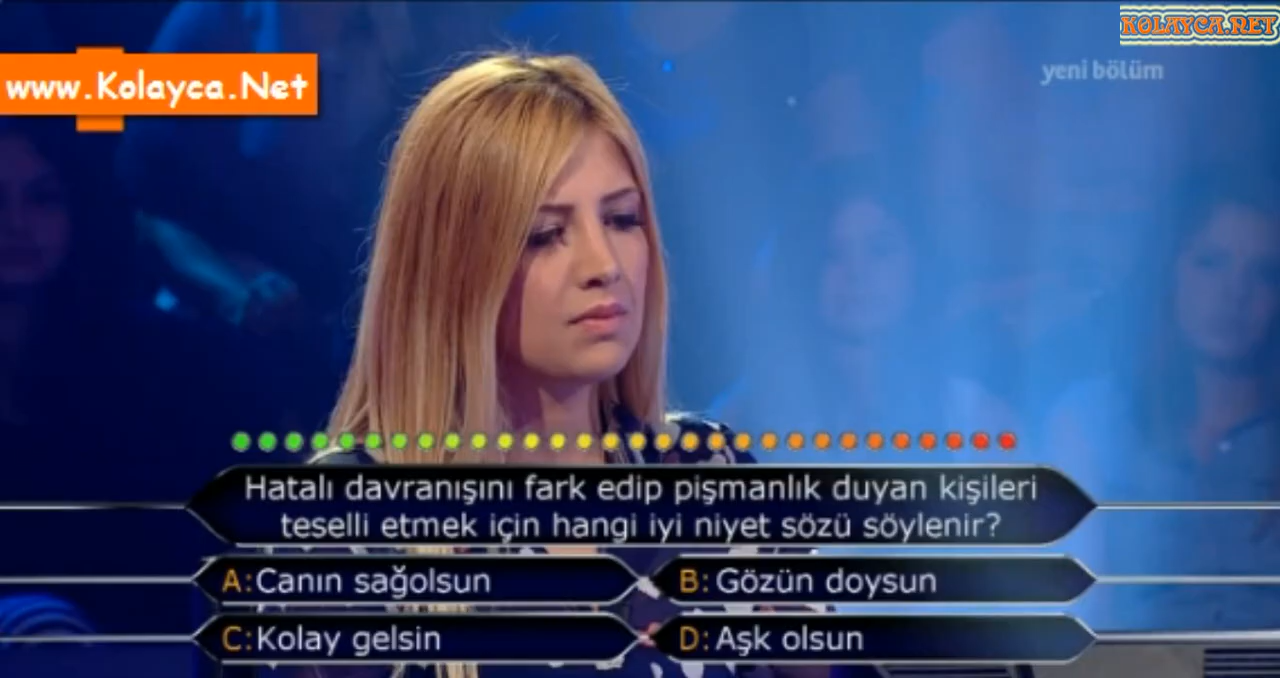 KOLAYCA.NET
www.Kolayca.Net
yeni bölüm
Hatalı davranışını fark edip pişmanlık duyan kişileri
teselli etmek için hangi iyi niyet sözü söylenir?
A: Canın sağolsun
B: Gözün doysun
C: Kolay gelsin
D: Aşk olsun